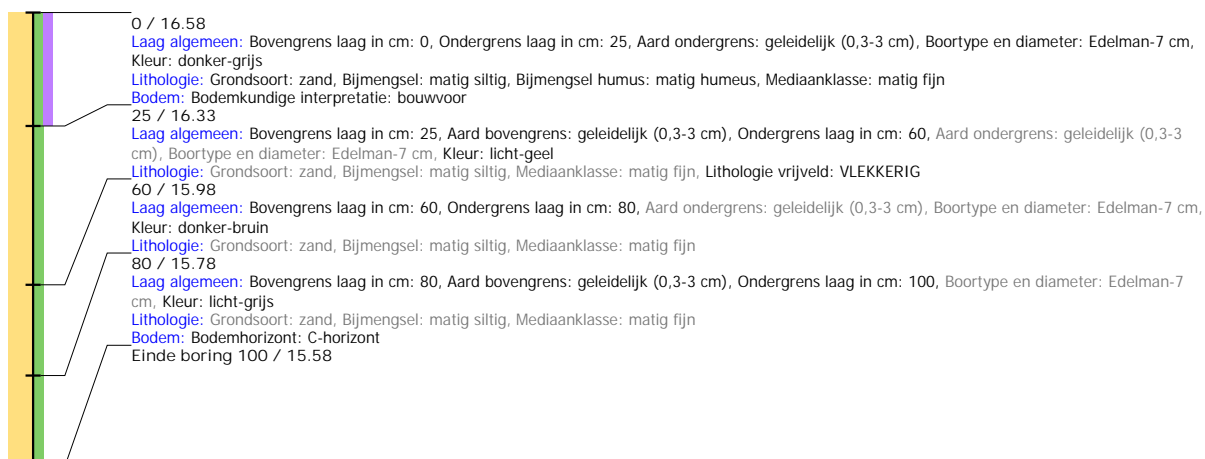 0 / 16.58
Laag algemeen: Bovengrens laag in cm: 0, Ondergrens laag in cm: 25, Aard ondergrens: geleidelijk (0,3-3 cm), Boortype en diameter: Edelman-7 cm,
Kleur: donker-grijs
Lithologie: Grondsoort: zand, Bijmengsel: matig siltig, Bijmengsel humus: matig humeus, Mediaanklasse: matig fijn
Bodem: Bodemkundige interpretatie: bouwvoor
25 / 16.33
Laag algemeen: Bovengrens laag in cm: 25, Aard bovengrens: geleidelijk (0,3-3 cm), Ondergrens laag in cm: 60, Aard ondergrens: geleidelijk (0,3-3
cm), Boortype en diameter: Edelman-7 cm, Kleur: licht-geel
Lithologie: Grondsoort: zand, Bijmengsel: matig siltig, Mediaanklasse: matig fijn, Lithologie vrijveld: VLEKKERIG
60 / 15.98
Laag algemeen: Bovengrens laag in cm: 60, Ondergrens laag in cm: 80, Aard ondergrens: geleidelijk (0,3-3 cm), Boortype en diameter: Edelman-7 cm,
Kleur: donker-bruin
Lithologie: Grondsoort: zand, Bijmengsel: matig siltig, Mediaanklasse: matig fijn
80 / 15.78
Laag algemeen: Bovengrens laag in cm: 80, Aard bovengrens: geleidelijk (0,3-3 cm), Ondergrens laag in cm: 100, Boortype en diameter: Edelman-7
cm, Kleur: licht-grijs
Lithologie: Grondsoort: zand, Bijmengsel: matig siltig, Mediaanklasse: matig fijn
Bodem: Bodemhorizont: C-horizont
Einde boring 100 / 15.58